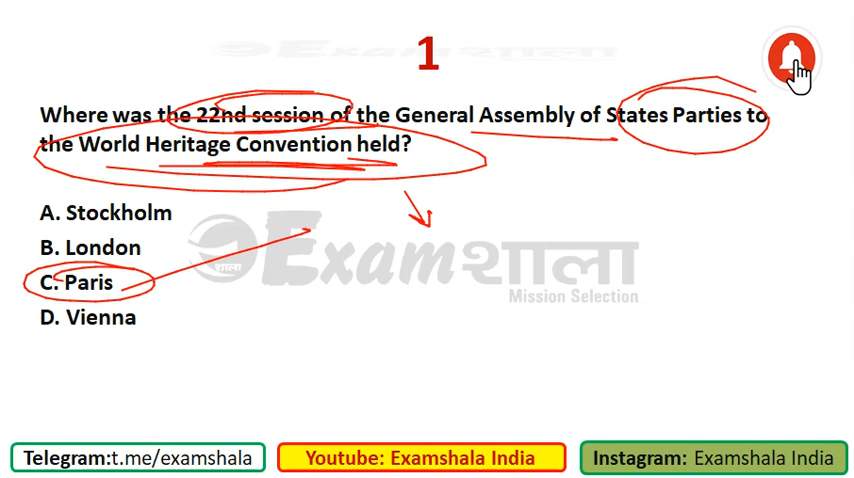 Examशाला
1
Where was the 22nd session of the General Assembly of States Parties to
the World Heritage Convention held?
A. Stockholm
B. London
C. Paris
D. Vienna
शाला
Examशाला
Mission Selection
Telegram:t.me/examshala
Youtube: Examshala India
Instagram: Examshala India